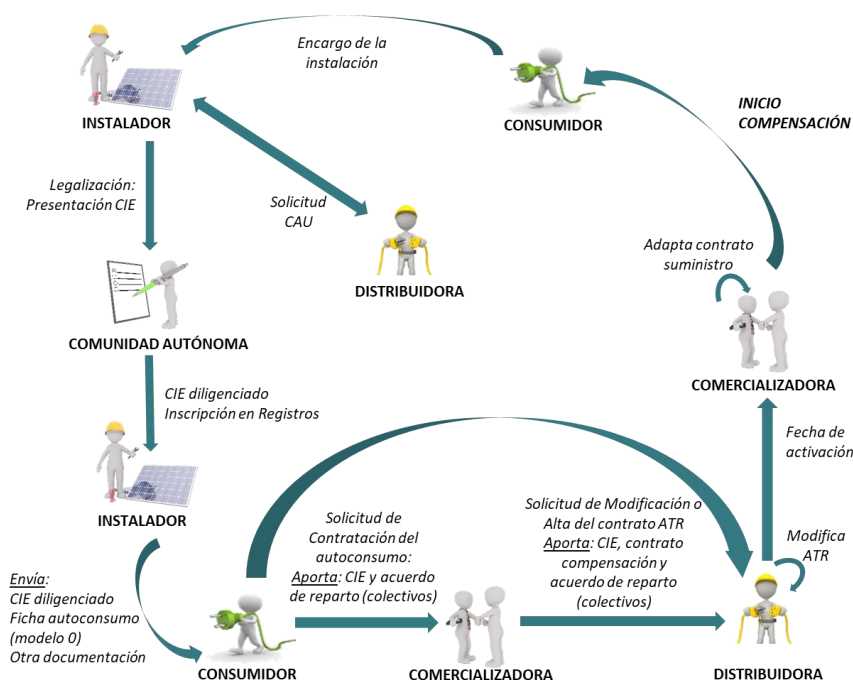 Encargo de la
instalación
INSTALADOR
CONSUMIDOR
INICIO
COMPENSACIÓN
Legalización:
Presentación CIE
Solicitud
CAU
DISTRIBUIDORA
Adapta contrato
suministro
COMUNIDAD AUTÓNOMA
COMERCIALIZADORA
CIE diligenciado
Inscripción en Registros
Fecha de
activación
INSTALADOR
Solicitud de
Contratación del
autoconsumo:
Aporta: CIE y acuerdo
de reparto (colectivos)
Solicitud de Modificación o
Alta del contrato ATR
Aporta: CIE, contrato
compensación y
acuerdo de reparto
(colectivos)
Modifica
ATR
Envía:
CIE diligenciado
Ficha autoconsumo
(modelo 0)
Otra documentación
CONSUMIDOR
COMERCIALIZADORA
DISTRIBUIDORA